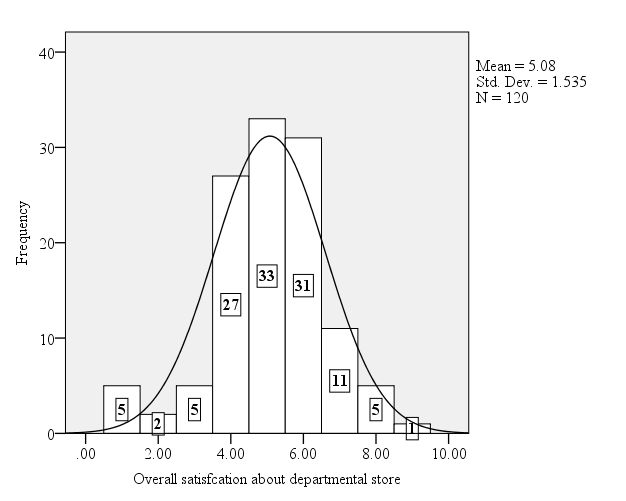 40
30
20
10
0
Frequency
Mean = 5.08
Std. Dev. = 1.535
N = 120
5
2
5
27
33
31
11
5
1
.00 2.00 4.00 6.00 8.00 10.00
Overall satisfcation about departmental store